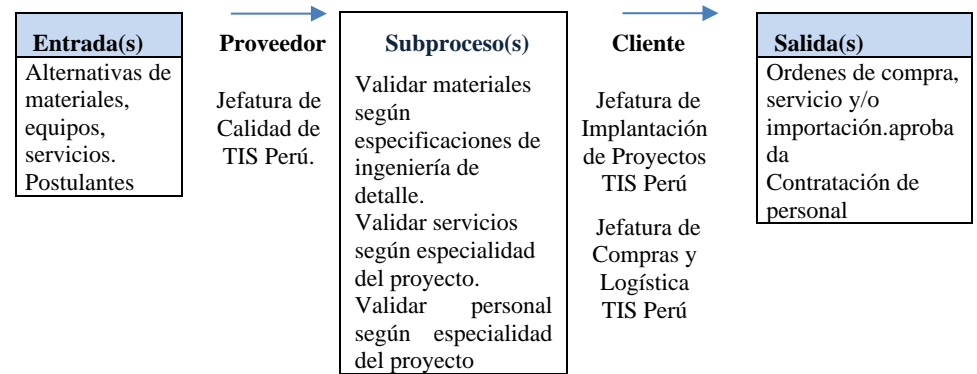 Entrada(s)
Alternativas de
materiales,
equipos,
servicios.
Postulantes
Proveedor
Jefatura de
Calidad de
TIS Perú.
Subproceso(s)
Validar materiales
según
especificaciones de
ingeniería de
detalle.
Validar servicios
según especialidad
del proyecto.
Validar personal
según especialidad
del proyecto
Cliente
Jefatura de
Implantación
de Proyectos
TIS Perú
Jefatura de
Compras y
Logística
TIS Perú
Salida(s)
Ordenes de compra,
servicio y/o
importación.aproba
da
Contratación de
personal